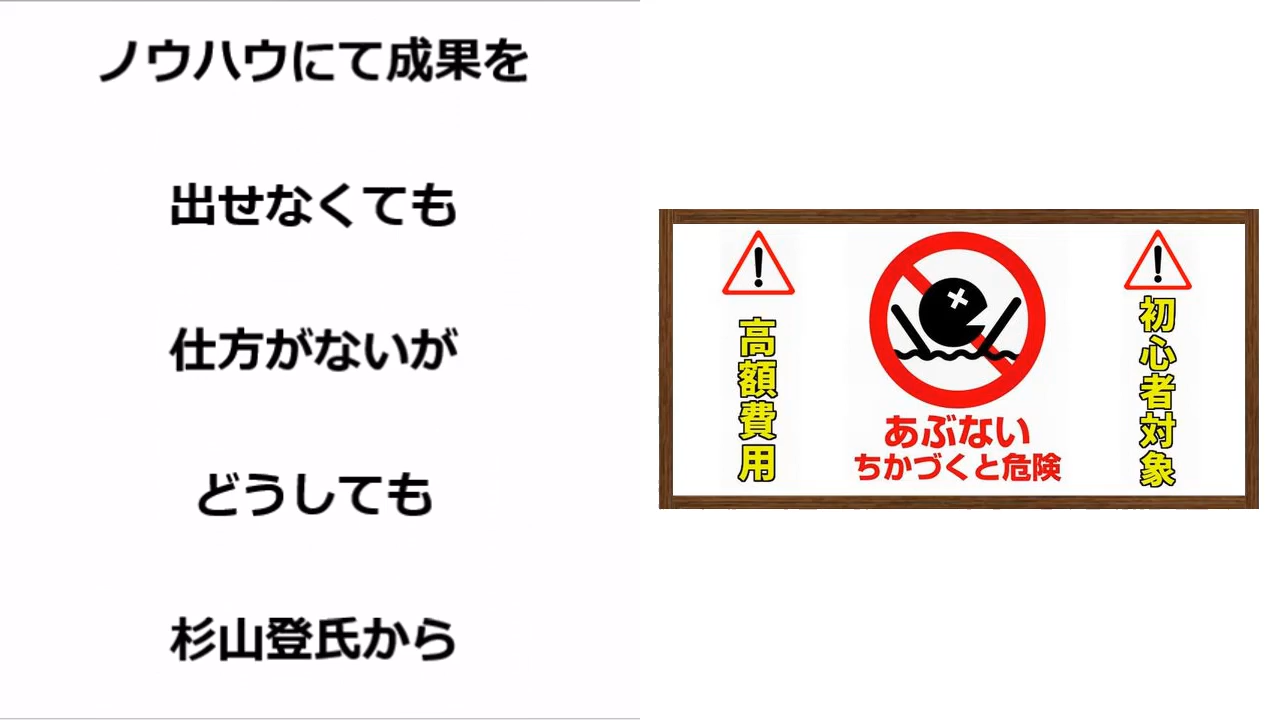 ノウハウにて成果を
出せなくても
仕方がないが
どうしても
杉山登氏から
高額費用
あぶない
ちかづくと危険
初心者対象